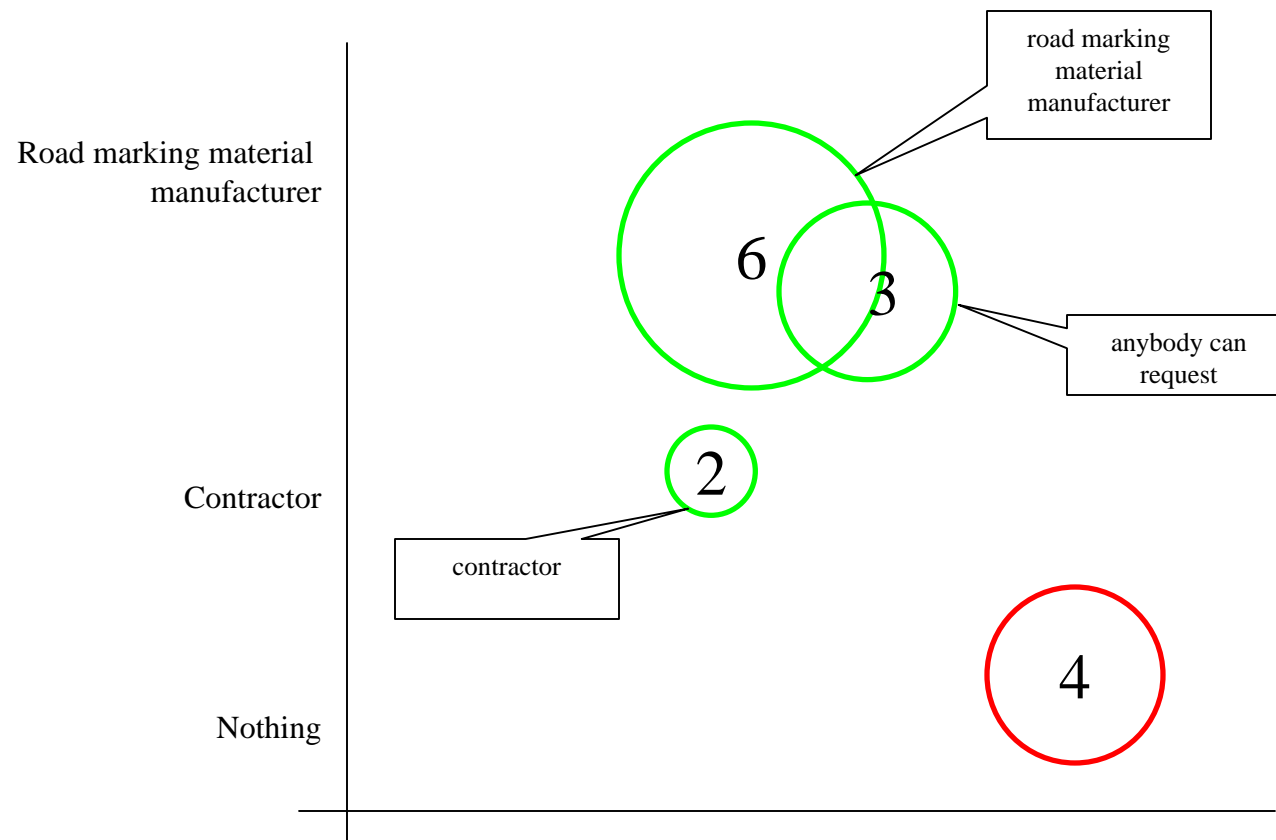 road marking
material
manufacturer
Road marking material
manufacturer
6
3
anybody can
request
2
Contractor
contractor
4
Nothing